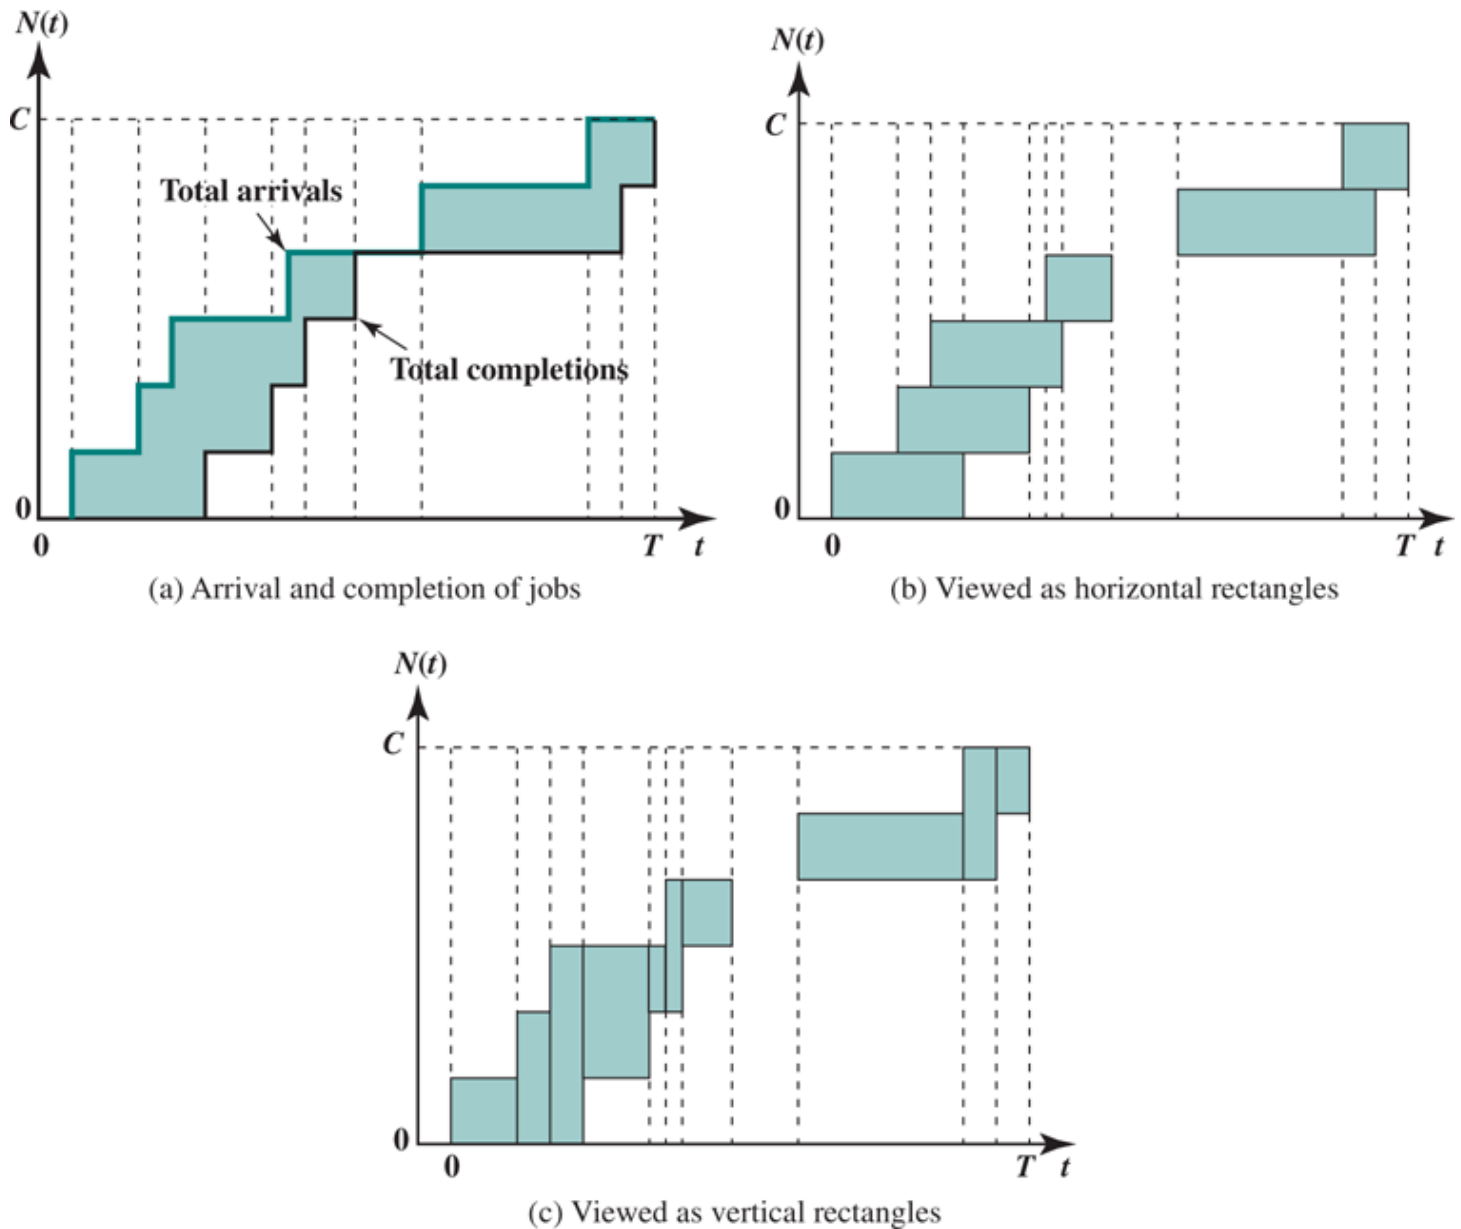 N(t)
C
Total arrivals
Total completions
0
0
T t
(a) Arrival and completion of jobs
N(t)
C
0
0
T t
(b) Viewed as horizontal rectangles
N(t)
C
0
0
T t
(c) Viewed as vertical rectangles